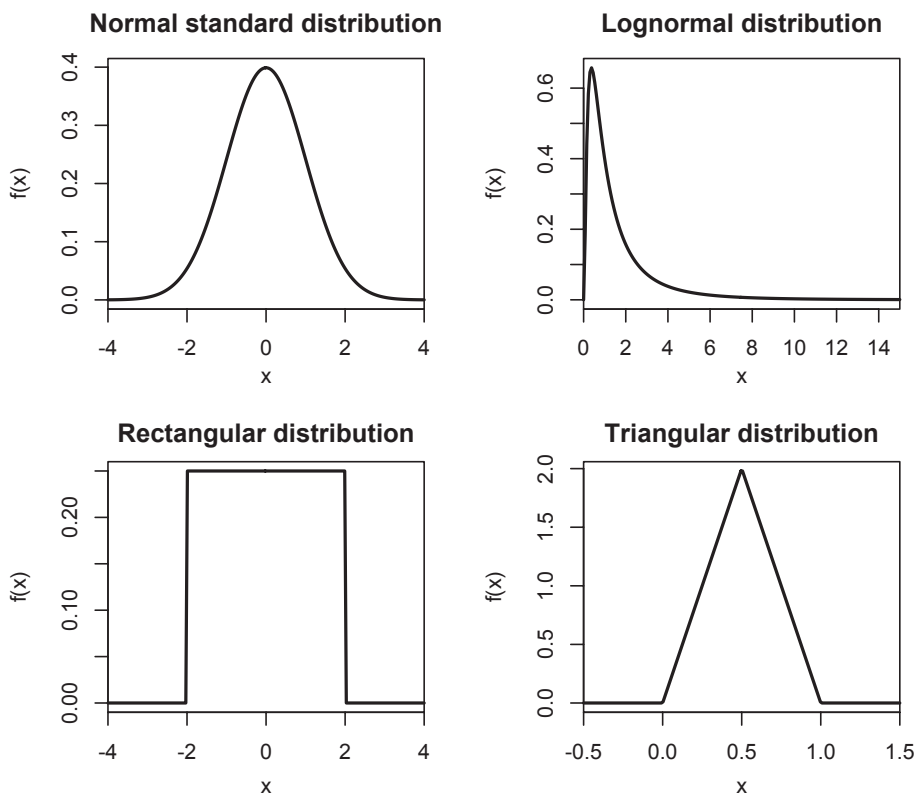 Normal standard distribution
f(x)
0.4
0.3
0.2
0.1
0.0
-4 -2 0 2 4
x
Lognormal distribution
f(x)
0.6
0.2
0.0
0 2 4 6 8 10 12 14
x
Rectangular distribution
f(x)
0.20
0.10
0.00
-4 -2 0 2 4
x
Triangular distribution
f(x)
2.0
1.5
1.0
0.5
0.0
-0.5 0.0 0.5 1.0 1.5
x